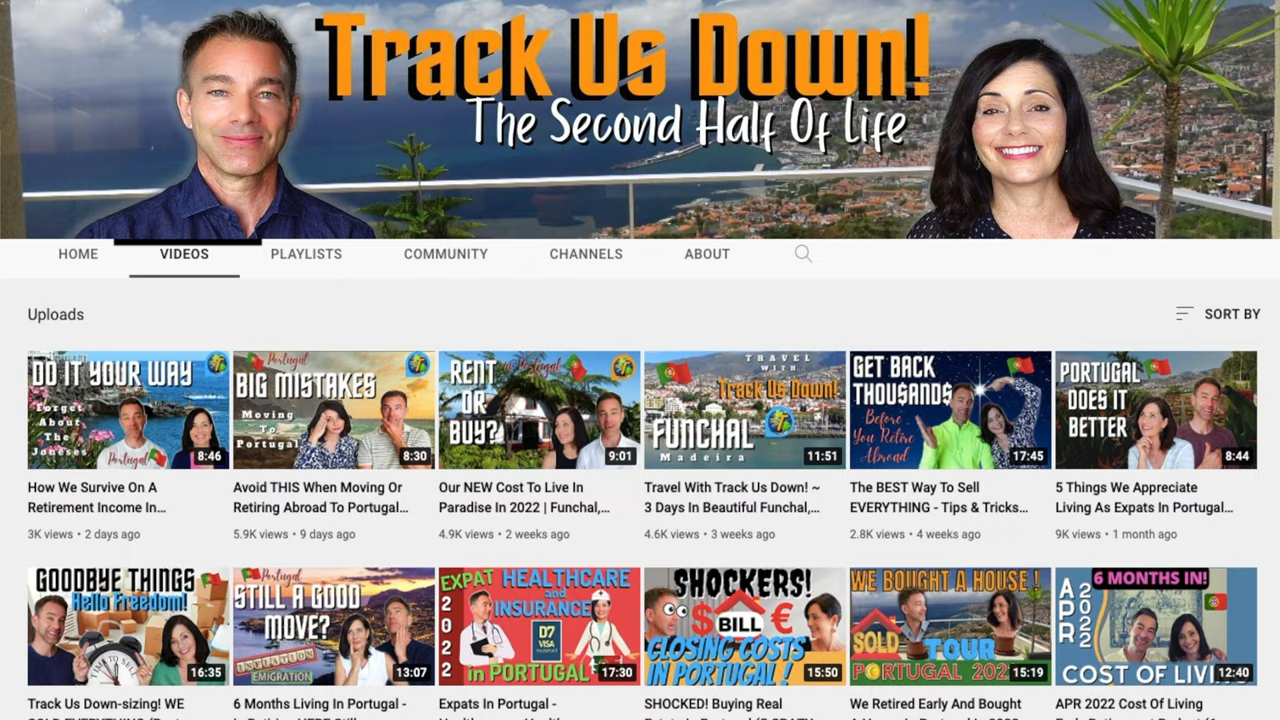 Track Us Down!
The Second Half Of Life
HOME VIDEOS PLAYLISTS COMMUNITY CHANNELS ABOUT
Uploads
SORT BY
DO IT YOUR WAY
Forget
About
The
Joneses
Portugal
8:46
How We Survive On A
Retirement Income In...
3K views • 2 days ago
Portugal
BIG MISTAKES
Moving
To
Portugal
8:30
Avoid THIS When Moving Or
Retiring Abroad To Portugal...
5.9K views • 9 days ago
RENT
in Portugal
OR
BUY?
9:01
Our NEW Cost To Live In
Paradise In 2022 | Funchal,...
4.9K views • 2 weeks ago
TRAVEL
WITH
Track Us Down!
FUNCHAL
Madeira
11:51
Travel With Track Us Down! ~
3 Days In Beautiful Funchal,...
4.6K views • 3 weeks ago
GET BACK
THOU$AND$
Before
You Retire
Abroad
17:45
The BEST Way To Sell
EVERYTHING - Tips & Tricks...
2.8K views • 4 weeks ago
PORTUGAL
DOES IT
BETTER
8:44
5 Things We Appreciate
Living As Expats In Portugal...
9K views • 1 month ago
GOODBYE THINGS
Hello Freedom!
TIME TO SELL
16:35
Track Us Down-sizing! WE
Portugal
STILL A GOOD
MOVE?
INFLATION
EMIGRATION
13:07
6 Months Living In Portugal -
EXPAT HEALTHCARE
and
INSURANCE
2022
D7
VISA
in PORTUGAL
17:30
Expats In Portugal -
SHOCKERS!
$ BILL €
CLOSING COSTS
IN PORTUGAL!
15:50
SHOCKED! Buying Real
WE BOUGHT A HOUSE!
SOLD
TOUR
PORTUGAL 202
15:19
We Retired Early And Bought
6 MONTHS IN!
APR
2022
COST OF LIVIN
12:40
APR 2022 Cost Of Living